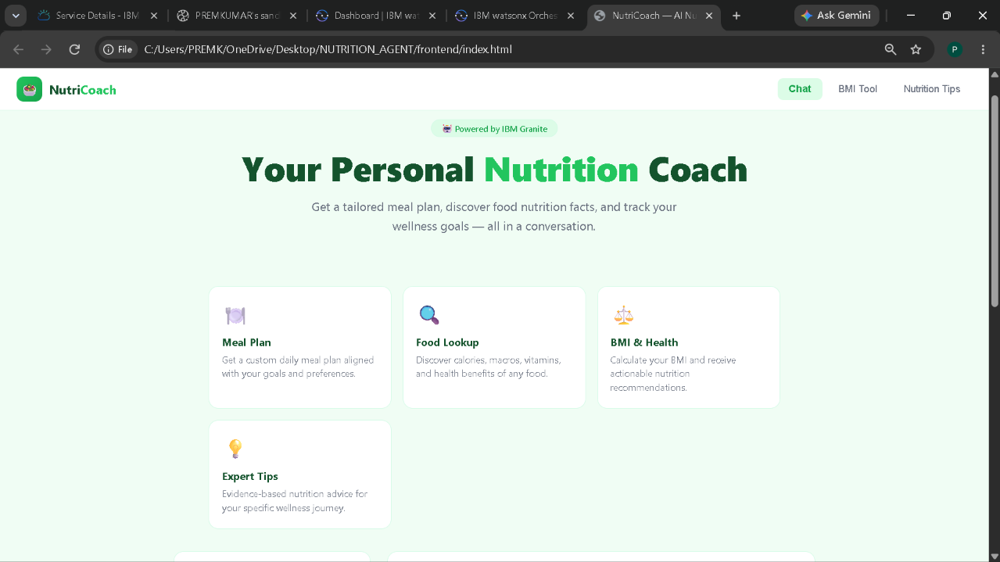 Service Details - IBM
PREMKUMAR's san
Dashboard | IBM wat
IBM watsonx Orches
NutriCoach — AI Nu
Ask Gemini
File
C:/Users/PREMK/OneDrive/Desktop/NUTRITION_AGENT/frontend/index.html
P
NutriCoach
Chat
BMI Tool
Nutrition Tips
Powered by IBM Granite
Your Personal Nutrition Coach
Get a tailored meal plan, discover food nutrition facts, and track your
wellness goals — all in a conversation.
Meal Plan
Get a custom daily meal plan aligned
with your goals and preferences.
Food Lookup
Discover calories, macros, vitamins,
and health benefits of any food.
BMI & Health
Calculate your BMI and receive
actionable nutrition
recommendations.
Expert Tips
Evidence-based nutrition advice for
your specific wellness journey.